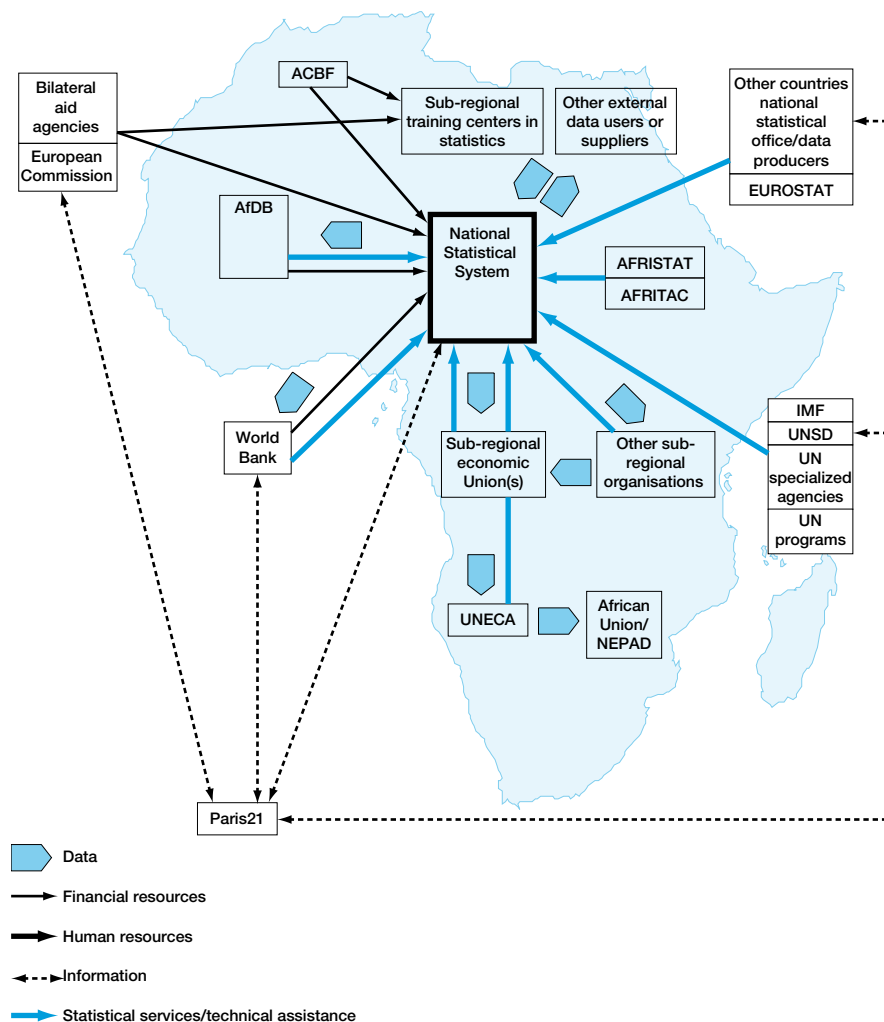 Bilateral
aid
agencies
European
Commission
ACBF
Sub-regional
training centers in
statistics
Other external
data users or
suppliers
Other countries
national
statistical
office/data
producers
EUROSTAT
AfDB
National
Statistical
System
AFRISTAT
AFRITAC
World
Bank
Sub-regional
economic
Union(s)
Other sub-
regional
organisations
IMF
UNSD
UN
specialized
agencies
UN
programs
UNECA
African
Union/
NEPAD
Paris21
Data
Financial resources
Human resources
Information
Statistical services/technical assistance